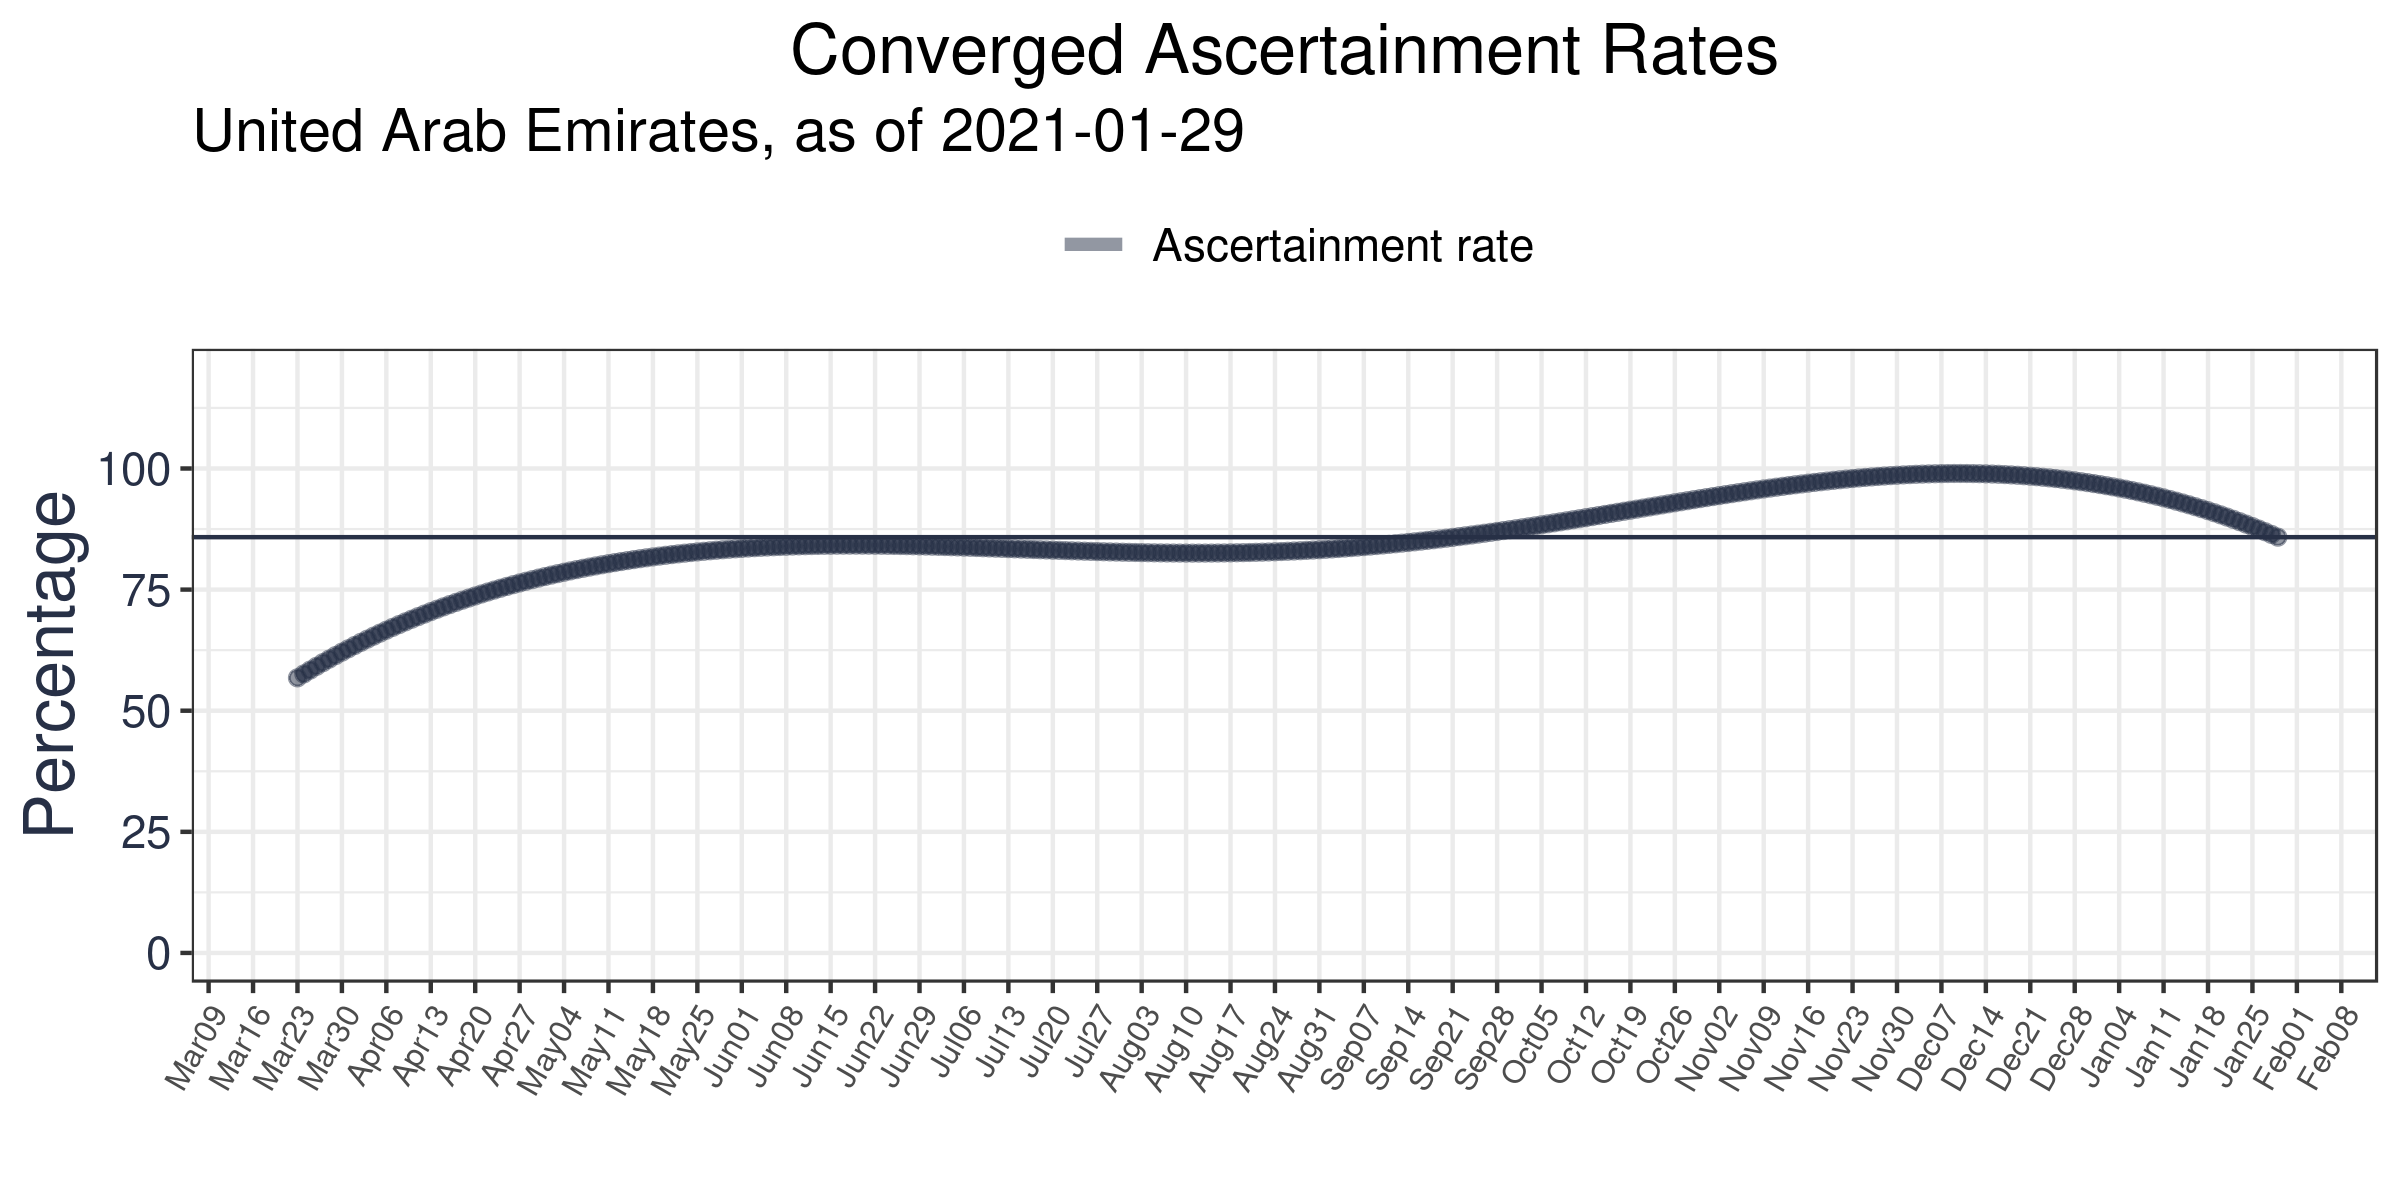 Converged Ascertainment Rates
United Arab Emirates, as of 2021-01-29
Ascertainment rate
Percentage
100
75
50
25
0
Mar09 Mar16 Mar23 Mar30 Apr06 Apr13 Apr20 Apr27 May04 May11 May18 May25 Jun01 Jun08 Jun15 Jun22 Jun29 Jul06 Jul13 Jul20 Jul27 Aug03 Aug10 Aug17 Aug24 Aug31 Sep07 Sep14 Sep21 Sep28 Oct05 Oct12 Oct19 Oct26 Nov02 Nov09 Nov16 Nov23 Nov30 Dec07 Dec14 Dec21 Dec28 Jan04 Jan11 Jan18 Jan25 Feb01 Feb08